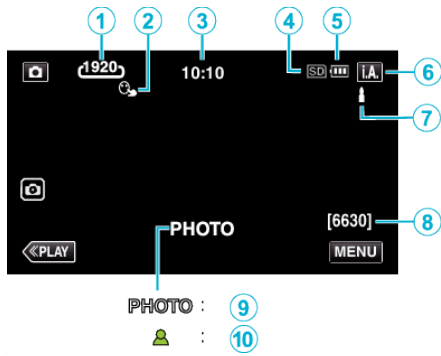 1 2 3 4 5
1920 10:10 SD i.A. 6
7
PHOTO [6630] 8
≪PLAY MENU
PHOTO : 9
: 10